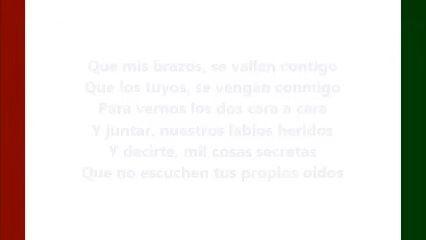 Que mis brazos, se vallan contigo
Que los tuyos, se vengan conmigo
Para vernos los dos cara a cara
Y juntar, nuestros labios heridos
Y decirte, mil cosas secretas
Que no escuchen tus propios oidos